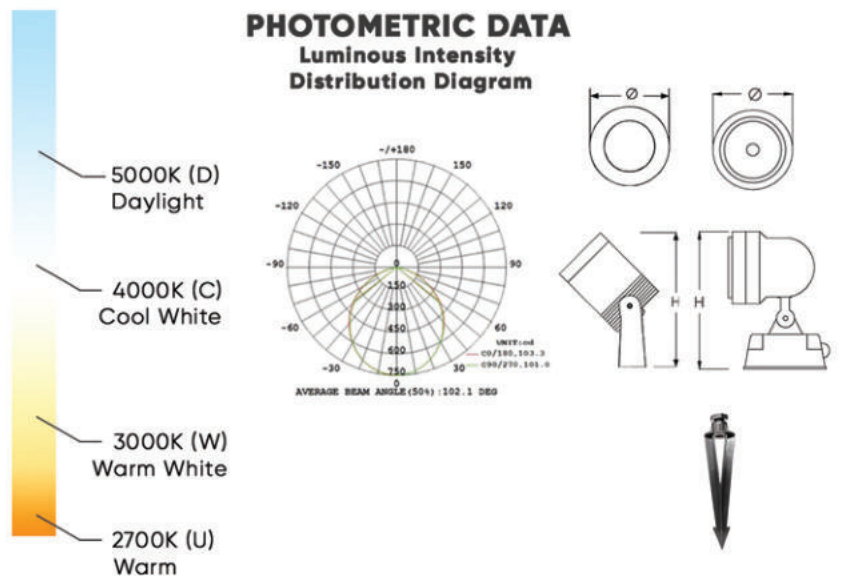 PHOTOMETRIC DATA
Luminous Intensity
Distribution Diagram
5000K (D)
Daylight
4000K (C)
Cool White
3000K (W)
Warm White
2700K (U)
Warm
-/+180
-150
150
-120
120
-90
0
90
150
300
450
-60
60
600
UNIT:cd
C0/180,103.3
-30
750
30
C90/270,101.0
0
AVERAGE BEAM ANGLE(50%):102.1 DEG
Ø
Ø
H
H